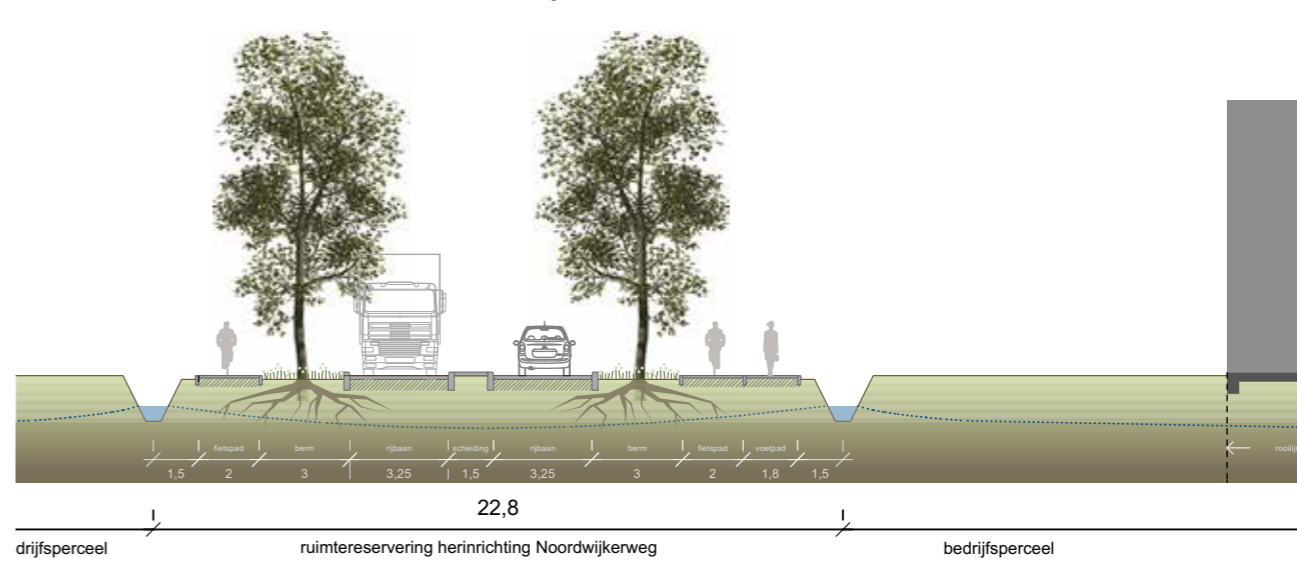 fietspad berm rijbaan scheiding rijbaan berm fietspad voetpad
1,5 2 3 3,25 1,5 3,25 3 2 1,8 1,5
22,8
drijfsperceel ruimtereservering herinrichting Noordwijkerweg bedrijfsperceel